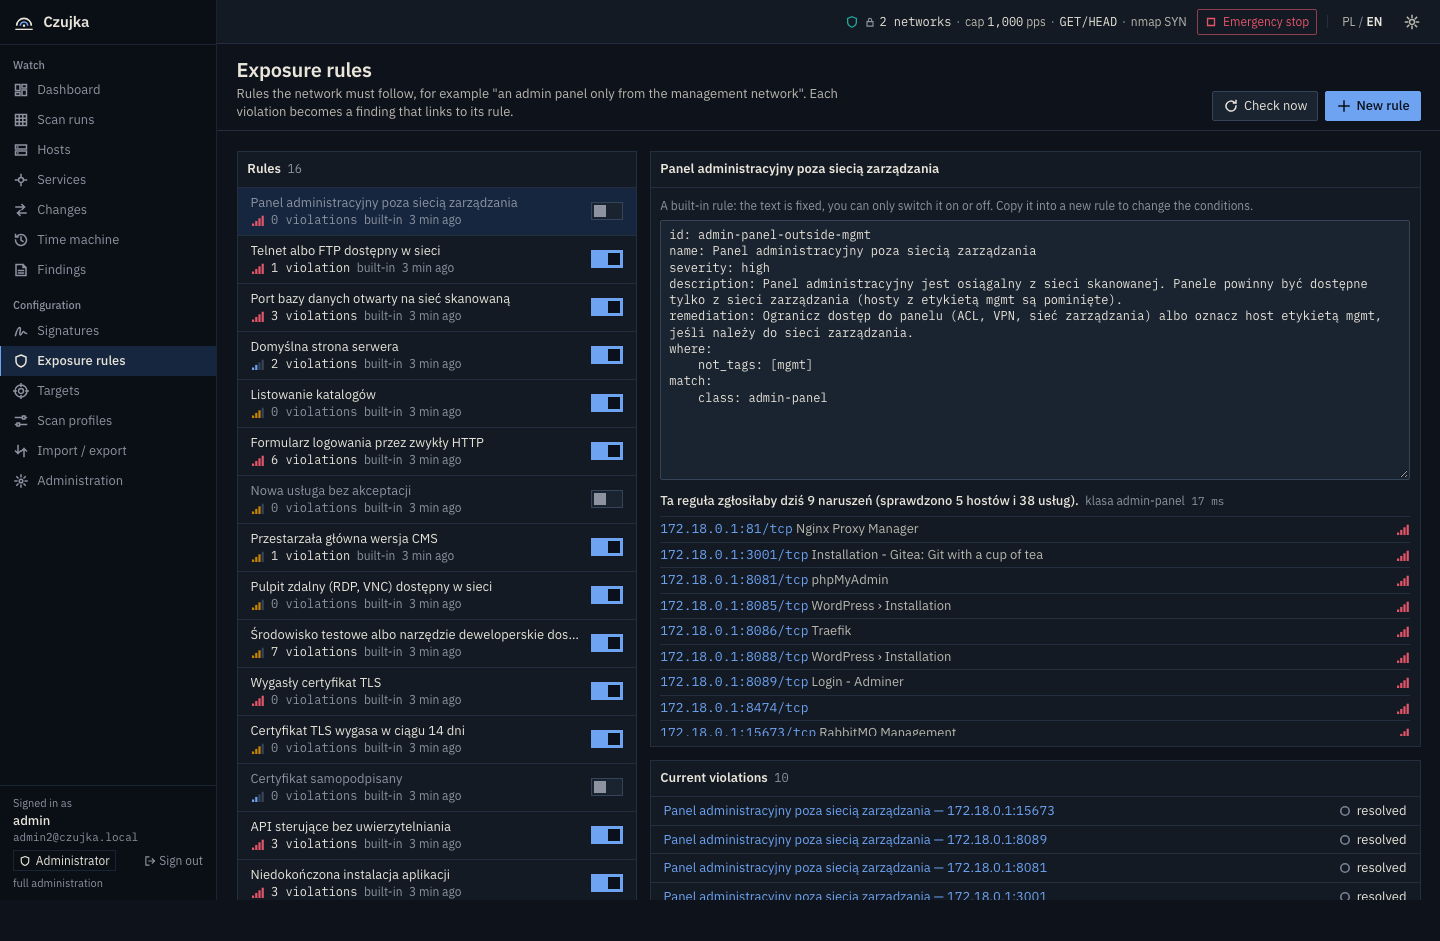 Czujka
2 networks · cap 1,000 pps · GET/HEAD · nmap SYN
Emergency stop
PL / EN
Watch
Dashboard
Scan runs
Hosts
Services
Changes
Time machine
Findings
Configuration
Signatures
Exposure rules
Targets
Scan profiles
Import / export
Administration
Signed in as
admin
admin2@czujka.local
Administrator
Sign out
full administration
Exposure rules
Rules the network must follow, for example "an admin panel only from the management network". Each
violation becomes a finding that links to its rule.
Check now
New rule
Rules 16
Panel administracyjny poza siecią zarządzania
0 violations built-in 3 min ago
Telnet albo FTP dostępny w sieci
1 violation built-in 3 min ago
Port bazy danych otwarty na sieć skanowaną
3 violations built-in 3 min ago
Domyślna strona serwera
2 violations built-in 3 min ago
Listowanie katalogów
0 violations built-in 3 min ago
Formularz logowania przez zwykły HTTP
6 violations built-in 3 min ago
Nowa usługa bez akceptacji
0 violations built-in 3 min ago
Przestarzała główna wersja CMS
1 violation built-in 3 min ago
Pulpit zdalny (RDP, VNC) dostępny w sieci
0 violations built-in 3 min ago
Środowisko testowe albo narzędzie deweloperskie dos...
7 violations built-in 3 min ago
Wygasły certyfikat TLS
0 violations built-in 3 min ago
Certyfikat TLS wygasa w ciągu 14 dni
0 violations built-in 3 min ago
Certyfikat samopodpisany
0 violations built-in 3 min ago
API sterujące bez uwierzytelniania
3 violations built-in 3 min ago
Niedokończona instalacja aplikacji
3 violations built-in 3 min ago
Panel administracyjny poza siecią zarządzania
A built-in rule: the text is fixed, you can only switch it on or off. Copy it into a new rule to change the conditions.
id: admin-panel-outside-mgmt
name: Panel administracyjny poza siecią zarządzania
severity: high
description: Panel administracyjny jest osiągalny z sieci skanowanej. Panele powinny być dostępne
tylko z sieci zarządzania (hosty z etykietą mgmt są pominięte).
remediation: Ogranicz dostęp do panelu (ACL, VPN, sieć zarządzania) albo oznacz host etykietą mgmt,
jeśli należy do sieci zarządzania.
where:
not_tags: [mgmt]
match:
class: admin-panel
Ta reguła zgłosiłaby dziś 9 naruszeń (sprawdzono 5 hostów i 38 usług). klasa admin-panel 17 ms
172.18.0.1:81/tcp Nginx Proxy Manager
172.18.0.1:3001/tcp Installation - Gitea: Git with a cup of tea
172.18.0.1:8081/tcp phpMyAdmin
172.18.0.1:8085/tcp WordPress › Installation
172.18.0.1:8086/tcp Traefik
172.18.0.1:8088/tcp WordPress › Installation
172.18.0.1:8089/tcp Login - Adminer
172.18.0.1:8474/tcp
172.18.0.1:15673/tcp RabbitMQ Management
Current violations 10
Panel administracyjny poza siecią zarządzania — 172.18.0.1:15673 resolved
Panel administracyjny poza siecią zarządzania — 172.18.0.1:8089 resolved
Panel administracyjny poza siecią zarządzania — 172.18.0.1:8081 resolved
Panel administracyjny poza siecią zarządzania — 172.18.0.1:3001 resolved